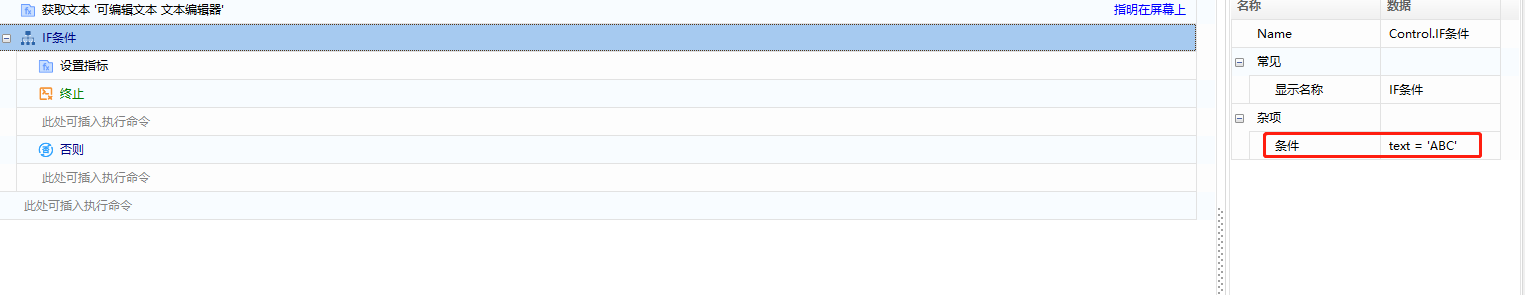 获取文本 '可编辑文本 文本编辑器'
指明在屏幕上
IF条件
设置指标
终止
此处可插入执行命令
否则
此处可插入执行命令
此处可插入执行命令
名称 数据
Name Control.IF条件
常见
显示名称 IF条件
杂项
条件 text = 'ABC'